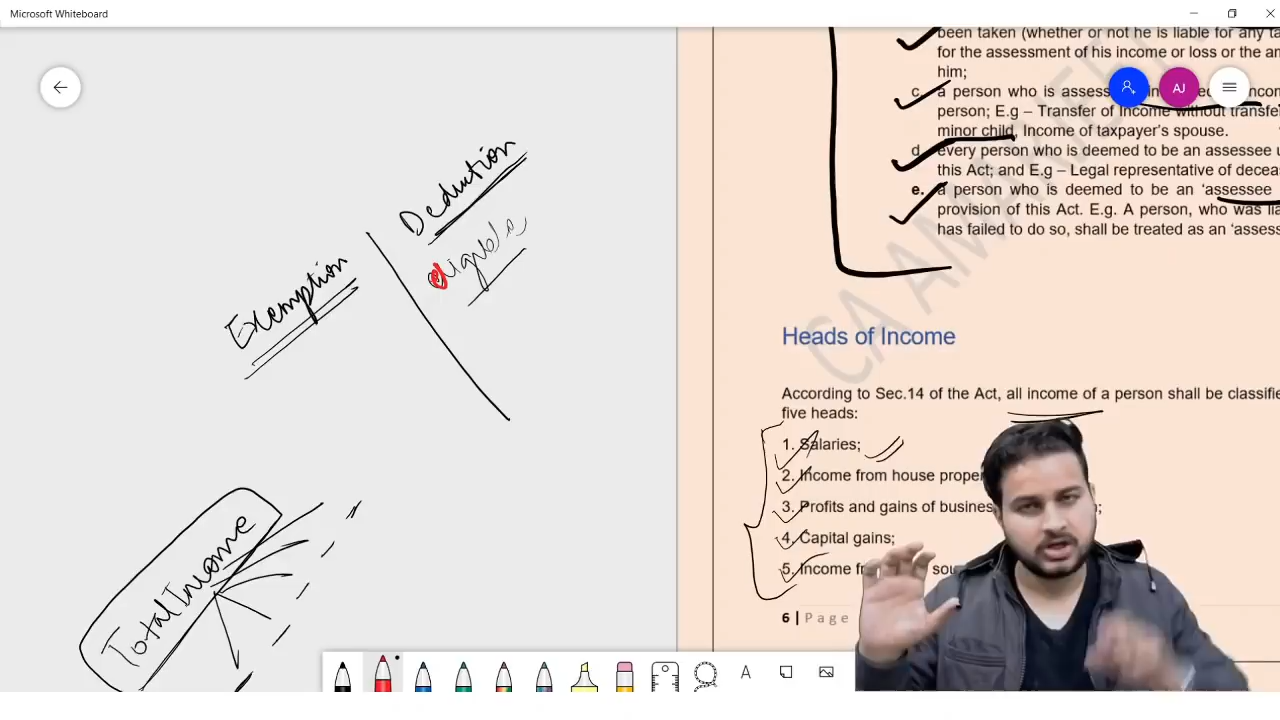 Microsoft Whiteboard
AJ
Deduction
Exemption
Total Income
been taken (whether or not he is liable for any ta
for the assessment of his income or loss or the am
him;
c. a person who is assess
person; E.g – Transfer of Income without transfe
minor child, Income of taxpayer's spouse.
d. every person who is deemed to be an assessee u
this Act; and E.g – Legal representative of decea
e. a person who is deemed to be an 'assessee
provision of this Act. E.g. A person, who was lia
has failed to do so, shall be treated as an 'assess
CA AMAR
Heads of Income
According to Sec.14 of the Act, all income of a person shall be classifie
five heads:
1. Salaries;
2. Income from house proper
3. Profits and gains of busines
4. Capital gains;
5. Income fr sou
6 | Page
A